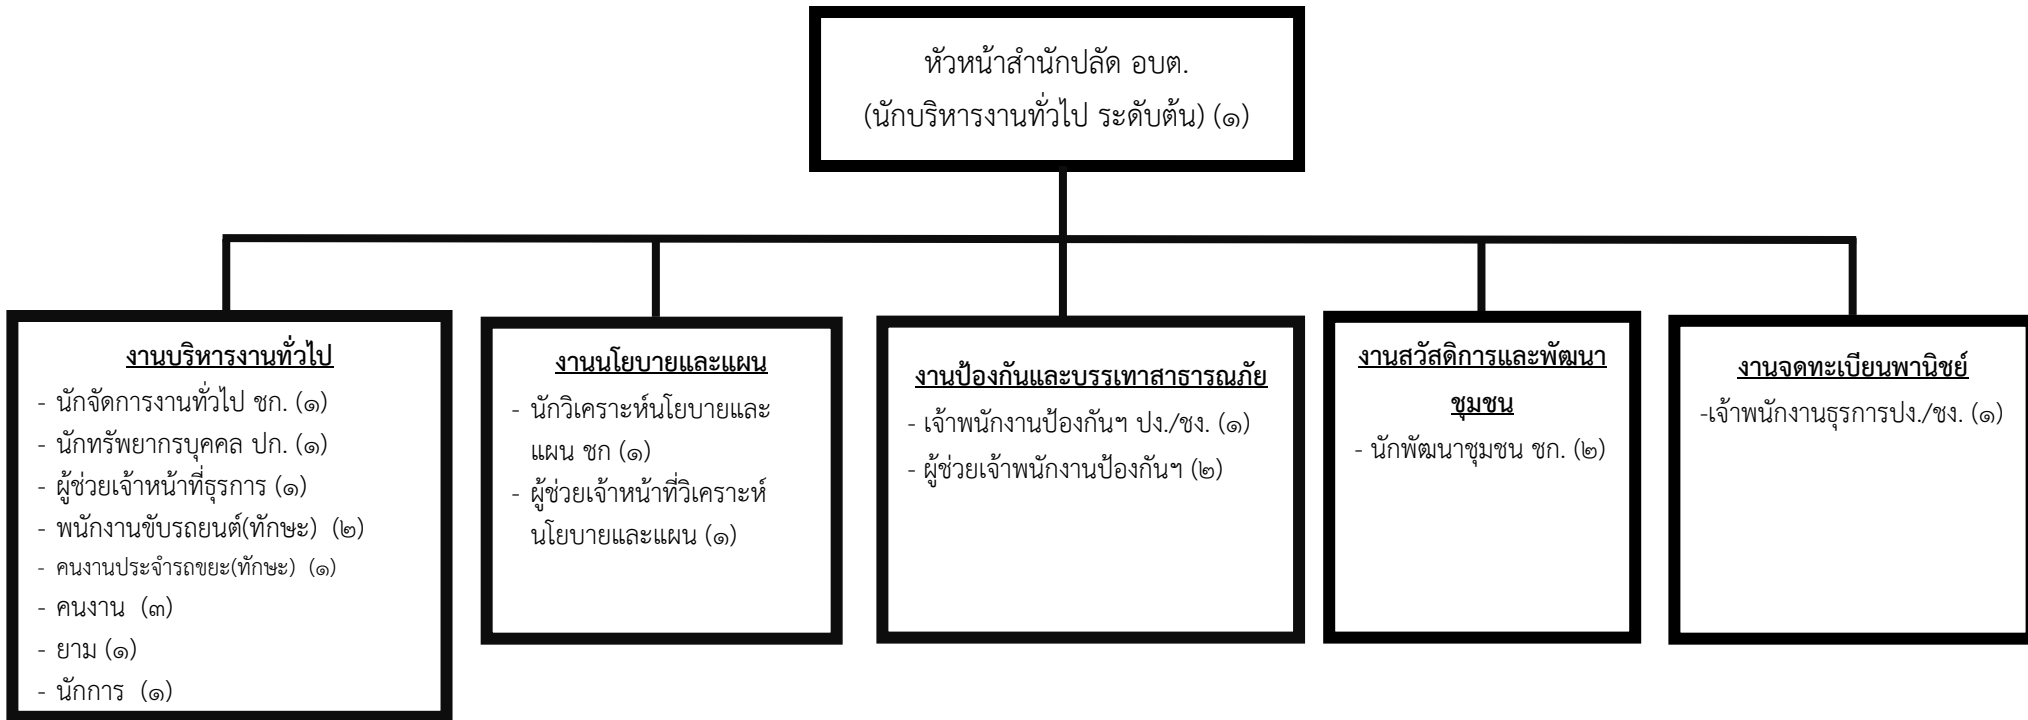 หัวหน้าสำนักปลัด อบต.
(นักบริหารงานทั่วไป ระดับต้น) (๑)
งานบริหารงานทั่วไป
- นักจัดการงานทั่วไป ชก. (๑)
- นักทรัพยากรบุคคล ปก. (๑)
- ผู้ช่วยเจ้าหน้าที่ธุรการ (๑)
- พนักงานขับรถยนต์(ทักษะ) (๒)
- คนงานประจำรถขยะ(ทักษะ) (๑)
- คนงาน (๓)
- ยาม (๑)
- นักการ (๑)
งานนโยบายและแผน
- นักวิเคราะห์นโยบายและ
แผน ชก (๑)
- ผู้ช่วยเจ้าหน้าที่วิเคราะห์
นโยบายและแผน (๑)
งานป้องกันและบรรเทาสาธารณภัย
- เจ้าพนักงานป้องกันฯ ปง./ชง. (๑)
- ผู้ช่วยเจ้าพนักงานป้องกันฯ (๒)
งานสวัสดิการและพัฒนา
ชุมชน
- นักพัฒนาชุมชน ชก. (๒)
งานจดทะเบียนพานิชย์
-เจ้าพนักงานธุรการปง./ชง. (๑)